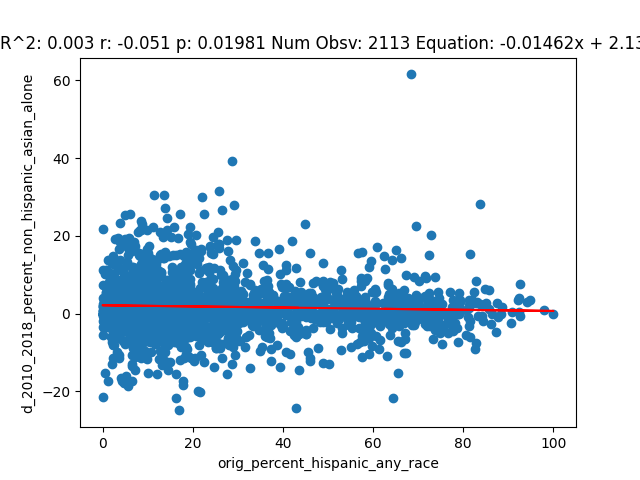 R^2: 0.003 r: -0.051 p: 0.01981 Num Obsv: 2113 Equation: -0.01462x + 2.13
60
40
20
0
−20
d_2010_2018_percent_non_hispanic_asian_alone
0 20 40 60 80 100
orig_percent_hispanic_any_race